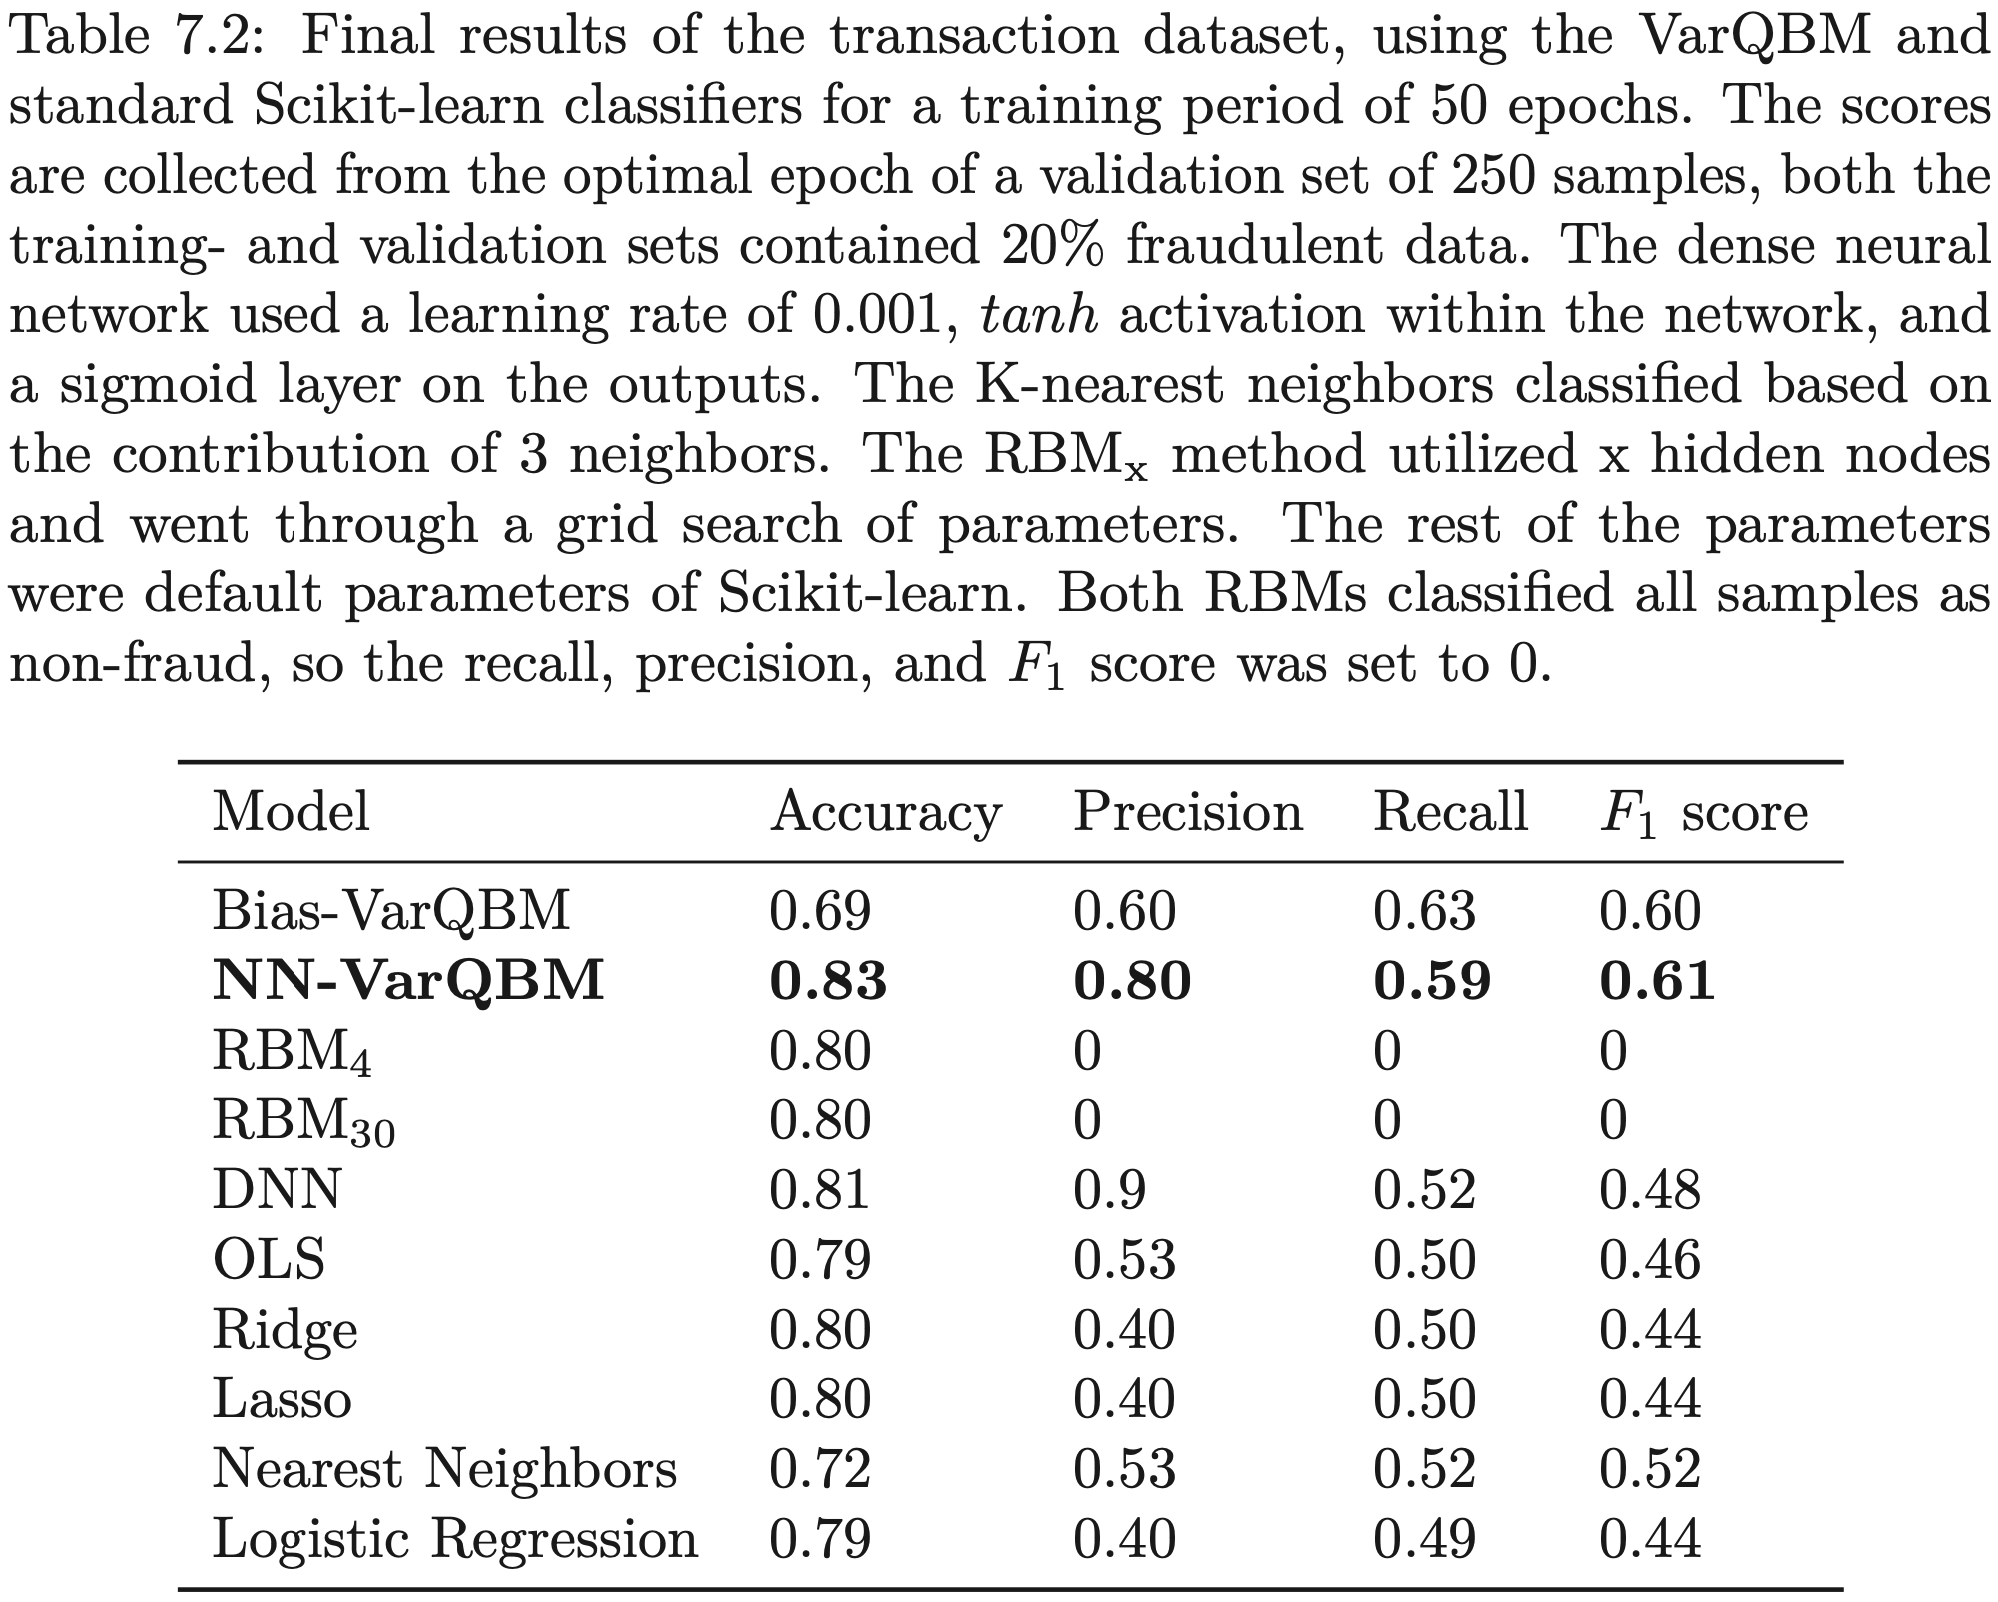 Table 7.2: Final results of the transaction dataset, using the VarQBM and
standard Scikit-learn classifiers for a training period of 50 epochs. The scores
are collected from the optimal epoch of a validation set of 250 samples, both the
training- and validation sets contained 20% fraudulent data. The dense neural
network used a learning rate of 0.001, tanh activation within the network, and
a sigmoid layer on the outputs. The K-nearest neighbors classified based on
the contribution of 3 neighbors. The RBMₓ method utilized x hidden nodes
and went through a grid search of parameters. The rest of the parameters
were default parameters of Scikit-learn. Both RBMs classified all samples as
non-fraud, so the recall, precision, and F₁ score was set to 0.
Model Accuracy Precision Recall F₁ score
Bias-VarQBM 0.69 0.60 0.63 0.60
NN-VarQBM 0.83 0.80 0.59 0.61
RBM₄ 0.80 0 0 0
RBM₃₀ 0.80 0 0 0
DNN 0.81 0.9 0.52 0.48
OLS 0.79 0.53 0.50 0.46
Ridge 0.80 0.40 0.50 0.44
Lasso 0.80 0.40 0.50 0.44
Nearest Neighbors 0.72 0.53 0.52 0.52
Logistic Regression 0.79 0.40 0.49 0.44